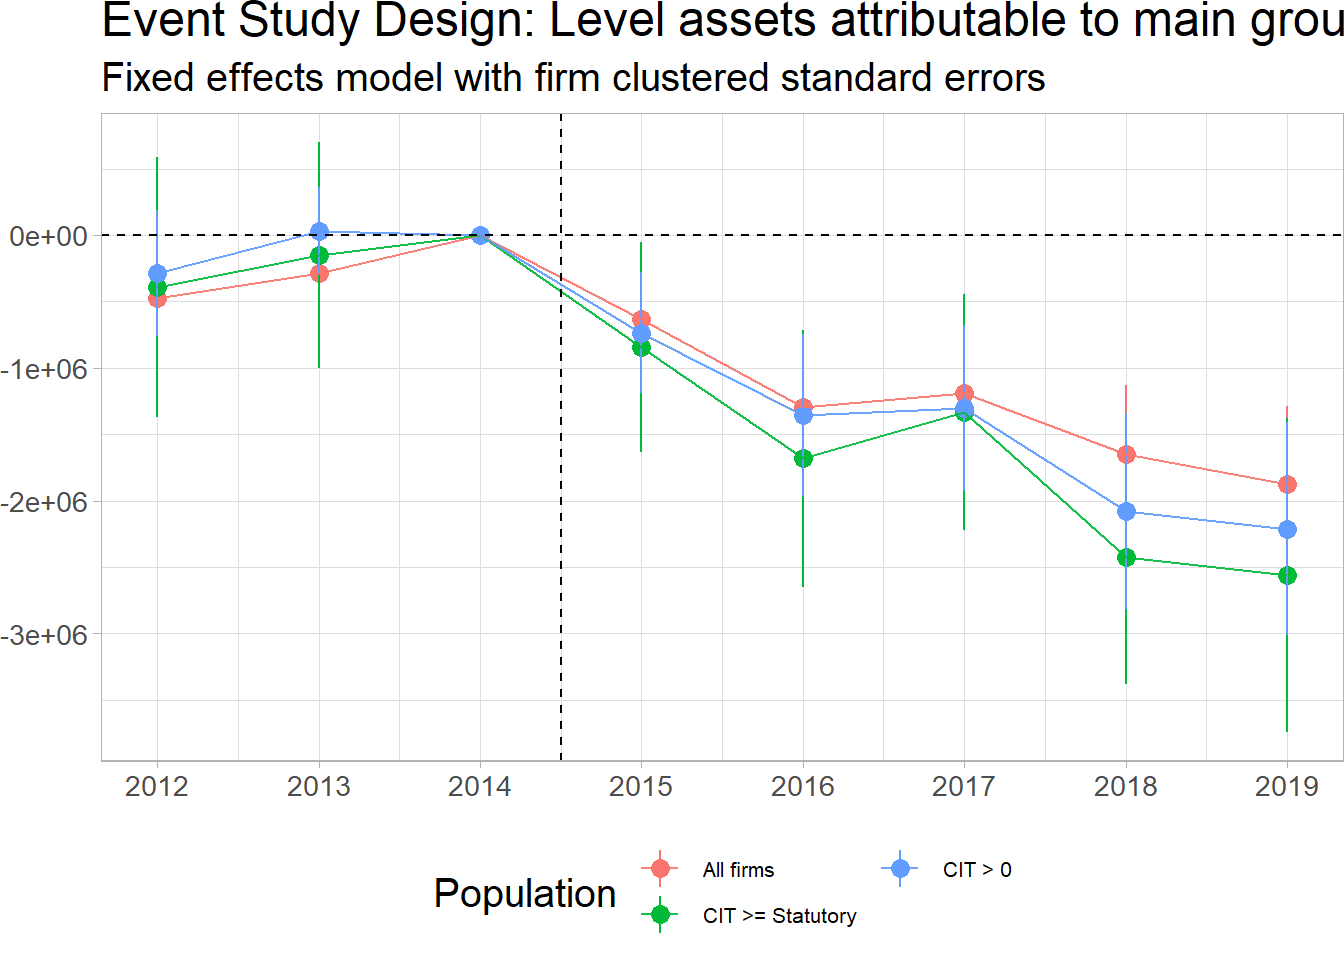 Event Study Design: Level assets attributable to main grou
Fixed effects model with firm clustered standard errors
0e+00
-1e+06
-2e+06
-3e+06
2012 2013 2014 2015 2016 2017 2018 2019
Population
All firms
CIT >= Statutory
CIT > 0